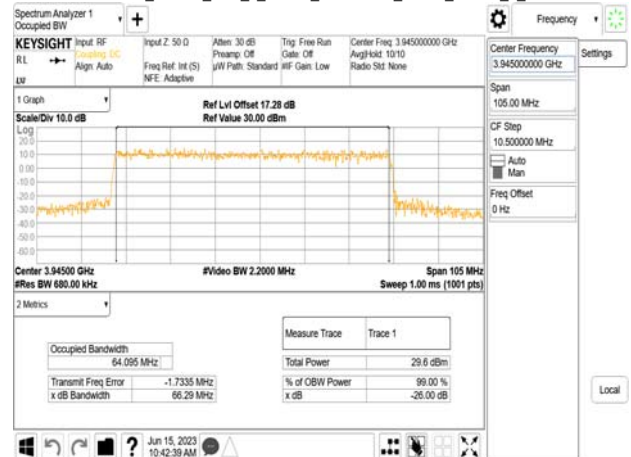 Spectrum Analyzer 1
Occupied BW
Frequency
KEYSIGHT
Input: RF
Coupling: DC
Align: Auto
Input Z: 50 Ω
Freq Ref: Int (S)
NFE: Adaptive
Atten: 30 dB
Preamp: Off
µW Path: Standard
Trig: Free Run
Gate: Off
#IF Gain: Low
Center Freq: 3.945000000 GHz
Avg|Hold: 10/10
Radio Std: None
RL
LU
Center Frequency
3.945000000 GHz
Settings
Span
105.00 MHz
CF Step
10.500000 MHz
Auto
Man
Freq Offset
0 Hz
Local
1 Graph
Scale/Div 10.0 dB
Ref Lvl Offset 17.28 dB
Ref Value 30.00 dBm
Log
20.0
10.0
0.00
-10.0
-20.0
-30.0
-40.0
-50.0
-60.0
Center 3.94500 GHz
#Video BW 2.2000 MHz
Span 105 MHz
#Res BW 680.00 kHz
Sweep 1.00 ms (1001 pts)
2 Metrics
Measure Trace Trace 1
Occupied Bandwidth
64.095 MHz
Total Power 29.6 dBm
Transmit Freq Error -1.7335 MHz
% of OBW Power 99.00 %
x dB Bandwidth 66.29 MHz
x dB -26.00 dB
Jun 15, 2023
10:42:39 AM